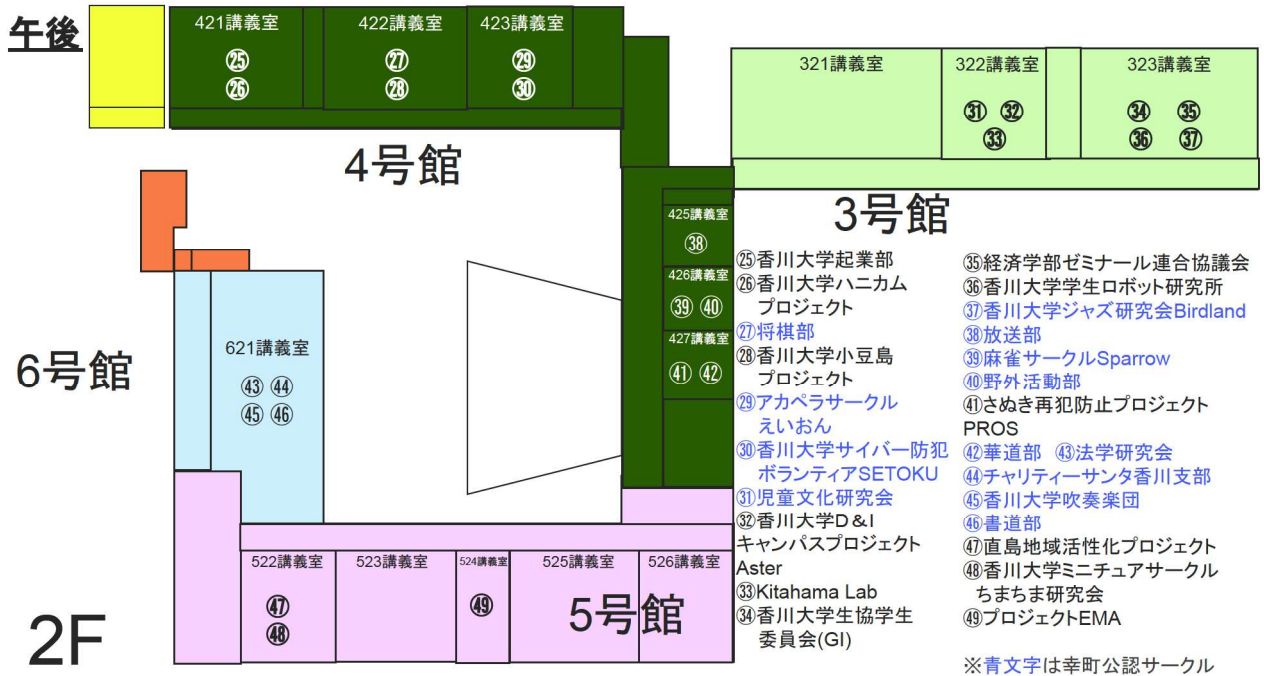 午後
421講義室
㉕
㉖
422講義室
㉗
㉘
423講義室
㉙
㉚
321講義室
322講義室
㉛ ㉜
㉝
323講義室
㉞ ㉟
㊱ ㊲
4号館
3号館
425講義室
㊳
426講義室
㊴ ㊵
427講義室
㊶ ㊷
6号館
621講義室
㊸ ㊹
㊺ ㊻
522講義室
㊼
㊽
523講義室
524講義室
㊾
525講義室
526講義室
5号館
2F
㉕香川大学起業部
㉖香川大学ハニカム
プロジェクト
㉗将棋部
㉘香川大学小豆島
プロジェクト
㉙アカペラサークル
えいおん
㉚香川大学サイバー防犯
ボランティアSETOKU
㉛児童文化研究会
㉜香川大学D&I
キャンパスプロジェクト
Aster
㉝Kitahama Lab
㉞香川大学生協学生
委員会(GI)
㉟経済学部ゼミナール連合協議会
㊱香川大学学生ロボット研究所
㊲香川大学ジャズ研究会Birdland
㊳放送部
㊴麻雀サークルSparrow
㊵野外活動部
㊶さぬき再犯防止プロジェクト
PROS
㊷華道部 ㊸法学研究会
㊹チャリティーサンタ香川支部
㊺香川大学吹奏楽団
㊻書道部
㊼直島地域活性化プロジェクト
㊽香川大学ミニチュアサークル
ちまちま研究会
㊾プロジェクトEMA
※青文字は幸町公認サークル